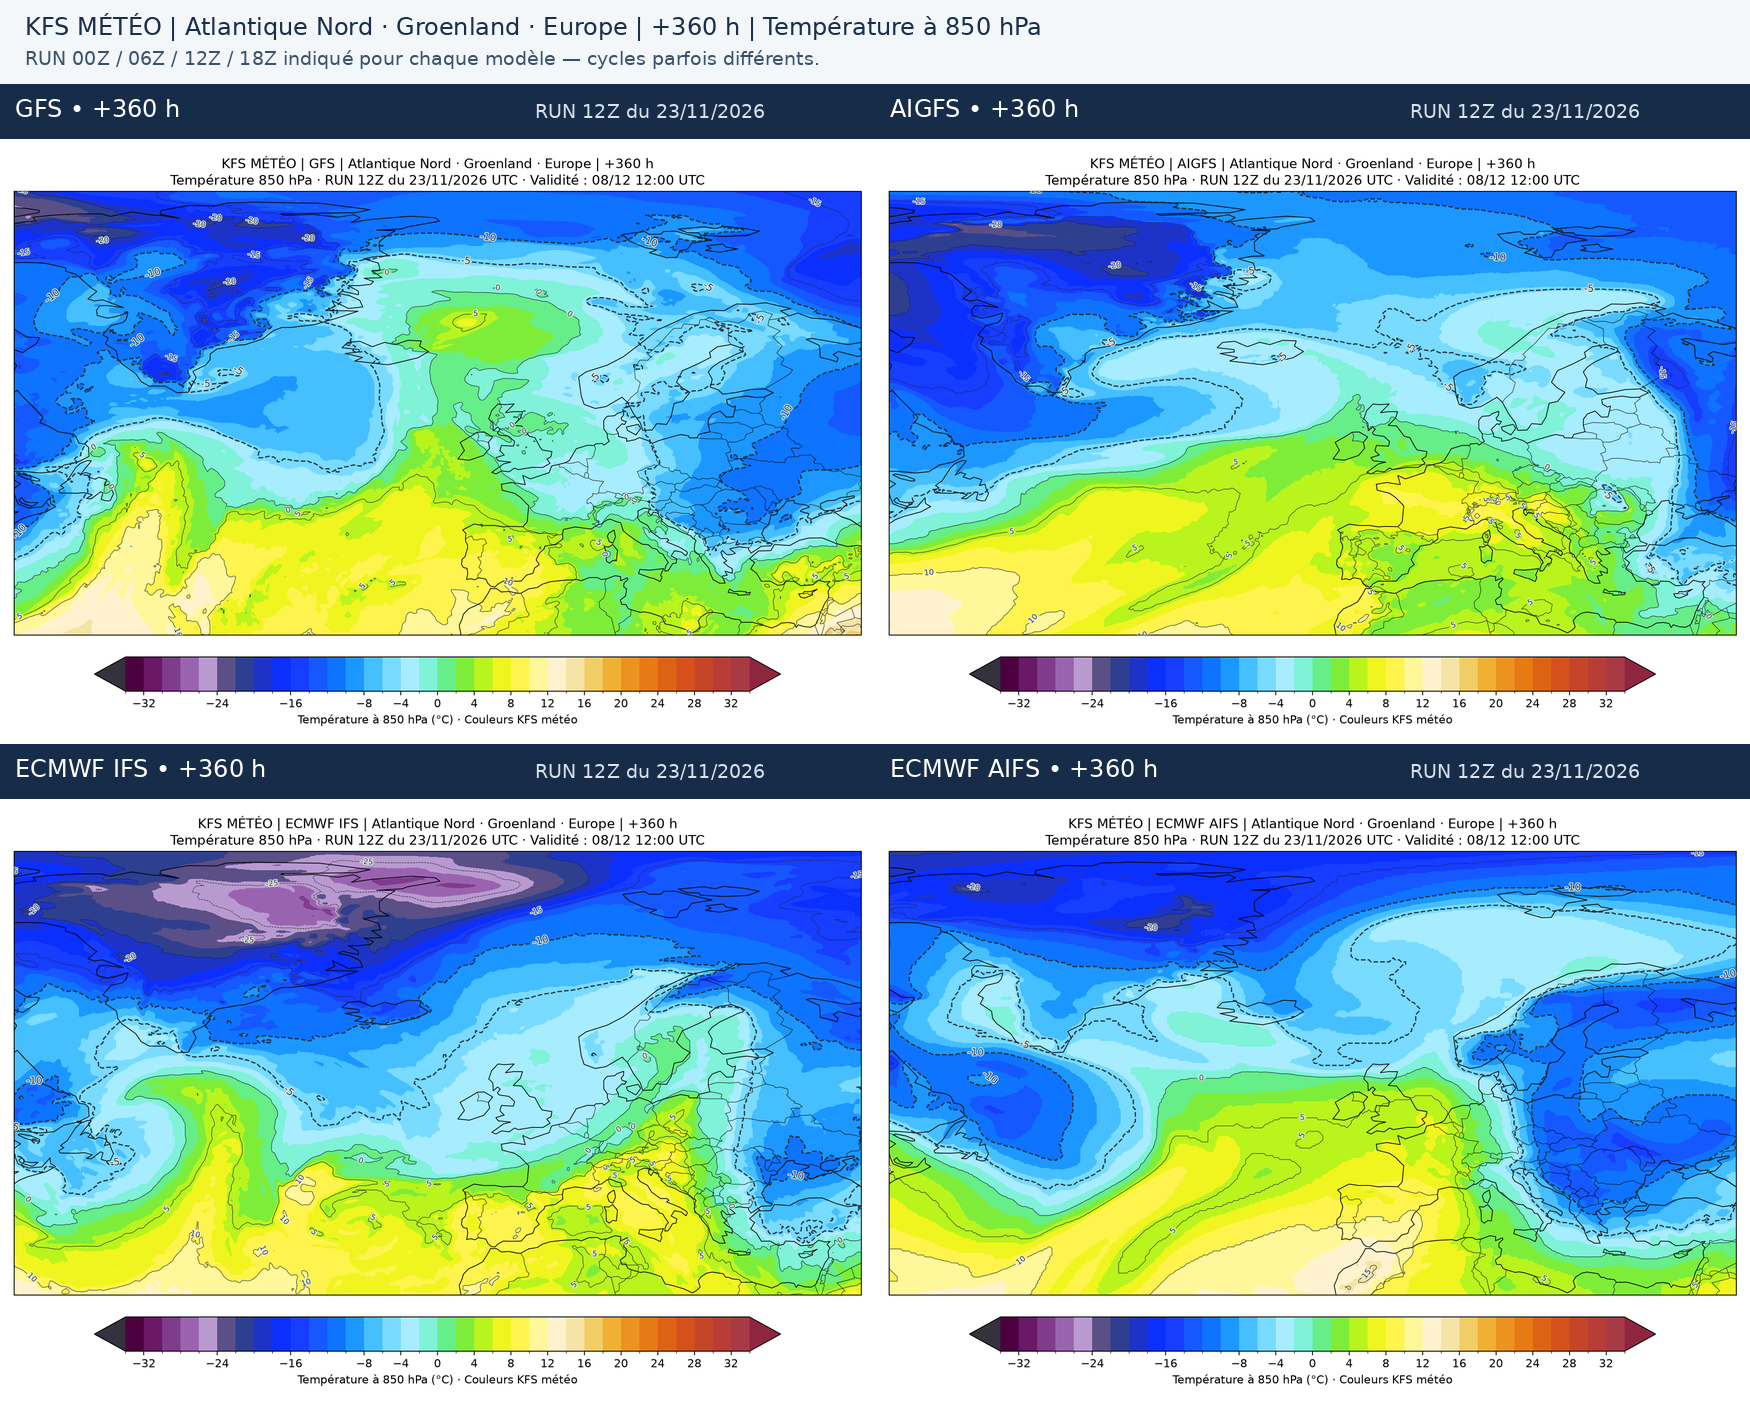 KFS MÉTÉO | Atlantique Nord · Groenland · Europe | +360 h | Température à 850 hPa
RUN 00Z / 06Z / 12Z / 18Z indiqué pour chaque modèle — cycles parfois différents.
GFS • +360 h
RUN 12Z du 23/11/2026
KFS MÉTÉO | GFS | Atlantique Nord · Groenland · Europe | +360 h
Température 850 hPa · RUN 12Z du 23/11/2026 UTC · Validité : 08/12 12:00 UTC
−32 −24 −16 −8 −4 0 4 8 12 16 20 24 28 32
Température à 850 hPa (°C) · Couleurs KFS météo
AIGFS • +360 h
RUN 12Z du 23/11/2026
KFS MÉTÉO | AIGFS | Atlantique Nord · Groenland · Europe | +360 h
Température 850 hPa · RUN 12Z du 23/11/2026 UTC · Validité : 08/12 12:00 UTC
−32 −24 −16 −8 −4 0 4 8 12 16 20 24 28 32
Température à 850 hPa (°C) · Couleurs KFS météo
ECMWF IFS • +360 h
RUN 12Z du 23/11/2026
KFS MÉTÉO | ECMWF IFS | Atlantique Nord · Groenland · Europe | +360 h
Température 850 hPa · RUN 12Z du 23/11/2026 UTC · Validité : 08/12 12:00 UTC
−32 −24 −16 −8 −4 0 4 8 12 16 20 24 28 32
Température à 850 hPa (°C) · Couleurs KFS météo
ECMWF AIFS • +360 h
RUN 12Z du 23/11/2026
KFS MÉTÉO | ECMWF AIFS | Atlantique Nord · Groenland · Europe | +360 h
Température 850 hPa · RUN 12Z du 23/11/2026 UTC · Validité : 08/12 12:00 UTC
−32 −24 −16 −8 −4 0 4 8 12 16 20 24 28 32
Température à 850 hPa (°C) · Couleurs KFS météo